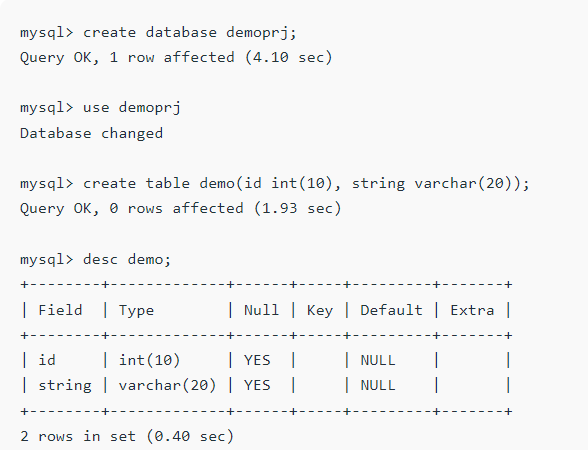 mysql> create database demoprj;
Query OK, 1 row affected (4.10 sec)
mysql> use demoprj
Database changed
mysql> create table demo(id int(10), string varchar(20));
Query OK, 0 rows affected (1.93 sec)
mysql> desc demo;
+--------+-------------+------+-----+---------+-------+
| Field  | Type        | Null | Key | Default | Extra |
+--------+-------------+------+-----+---------+-------+
| id     | int(10)     | YES  |     | NULL    |       |
| string | varchar(20) | YES  |     | NULL    |       |
+--------+-------------+------+-----+---------+-------+
2 rows in set (0.40 sec)